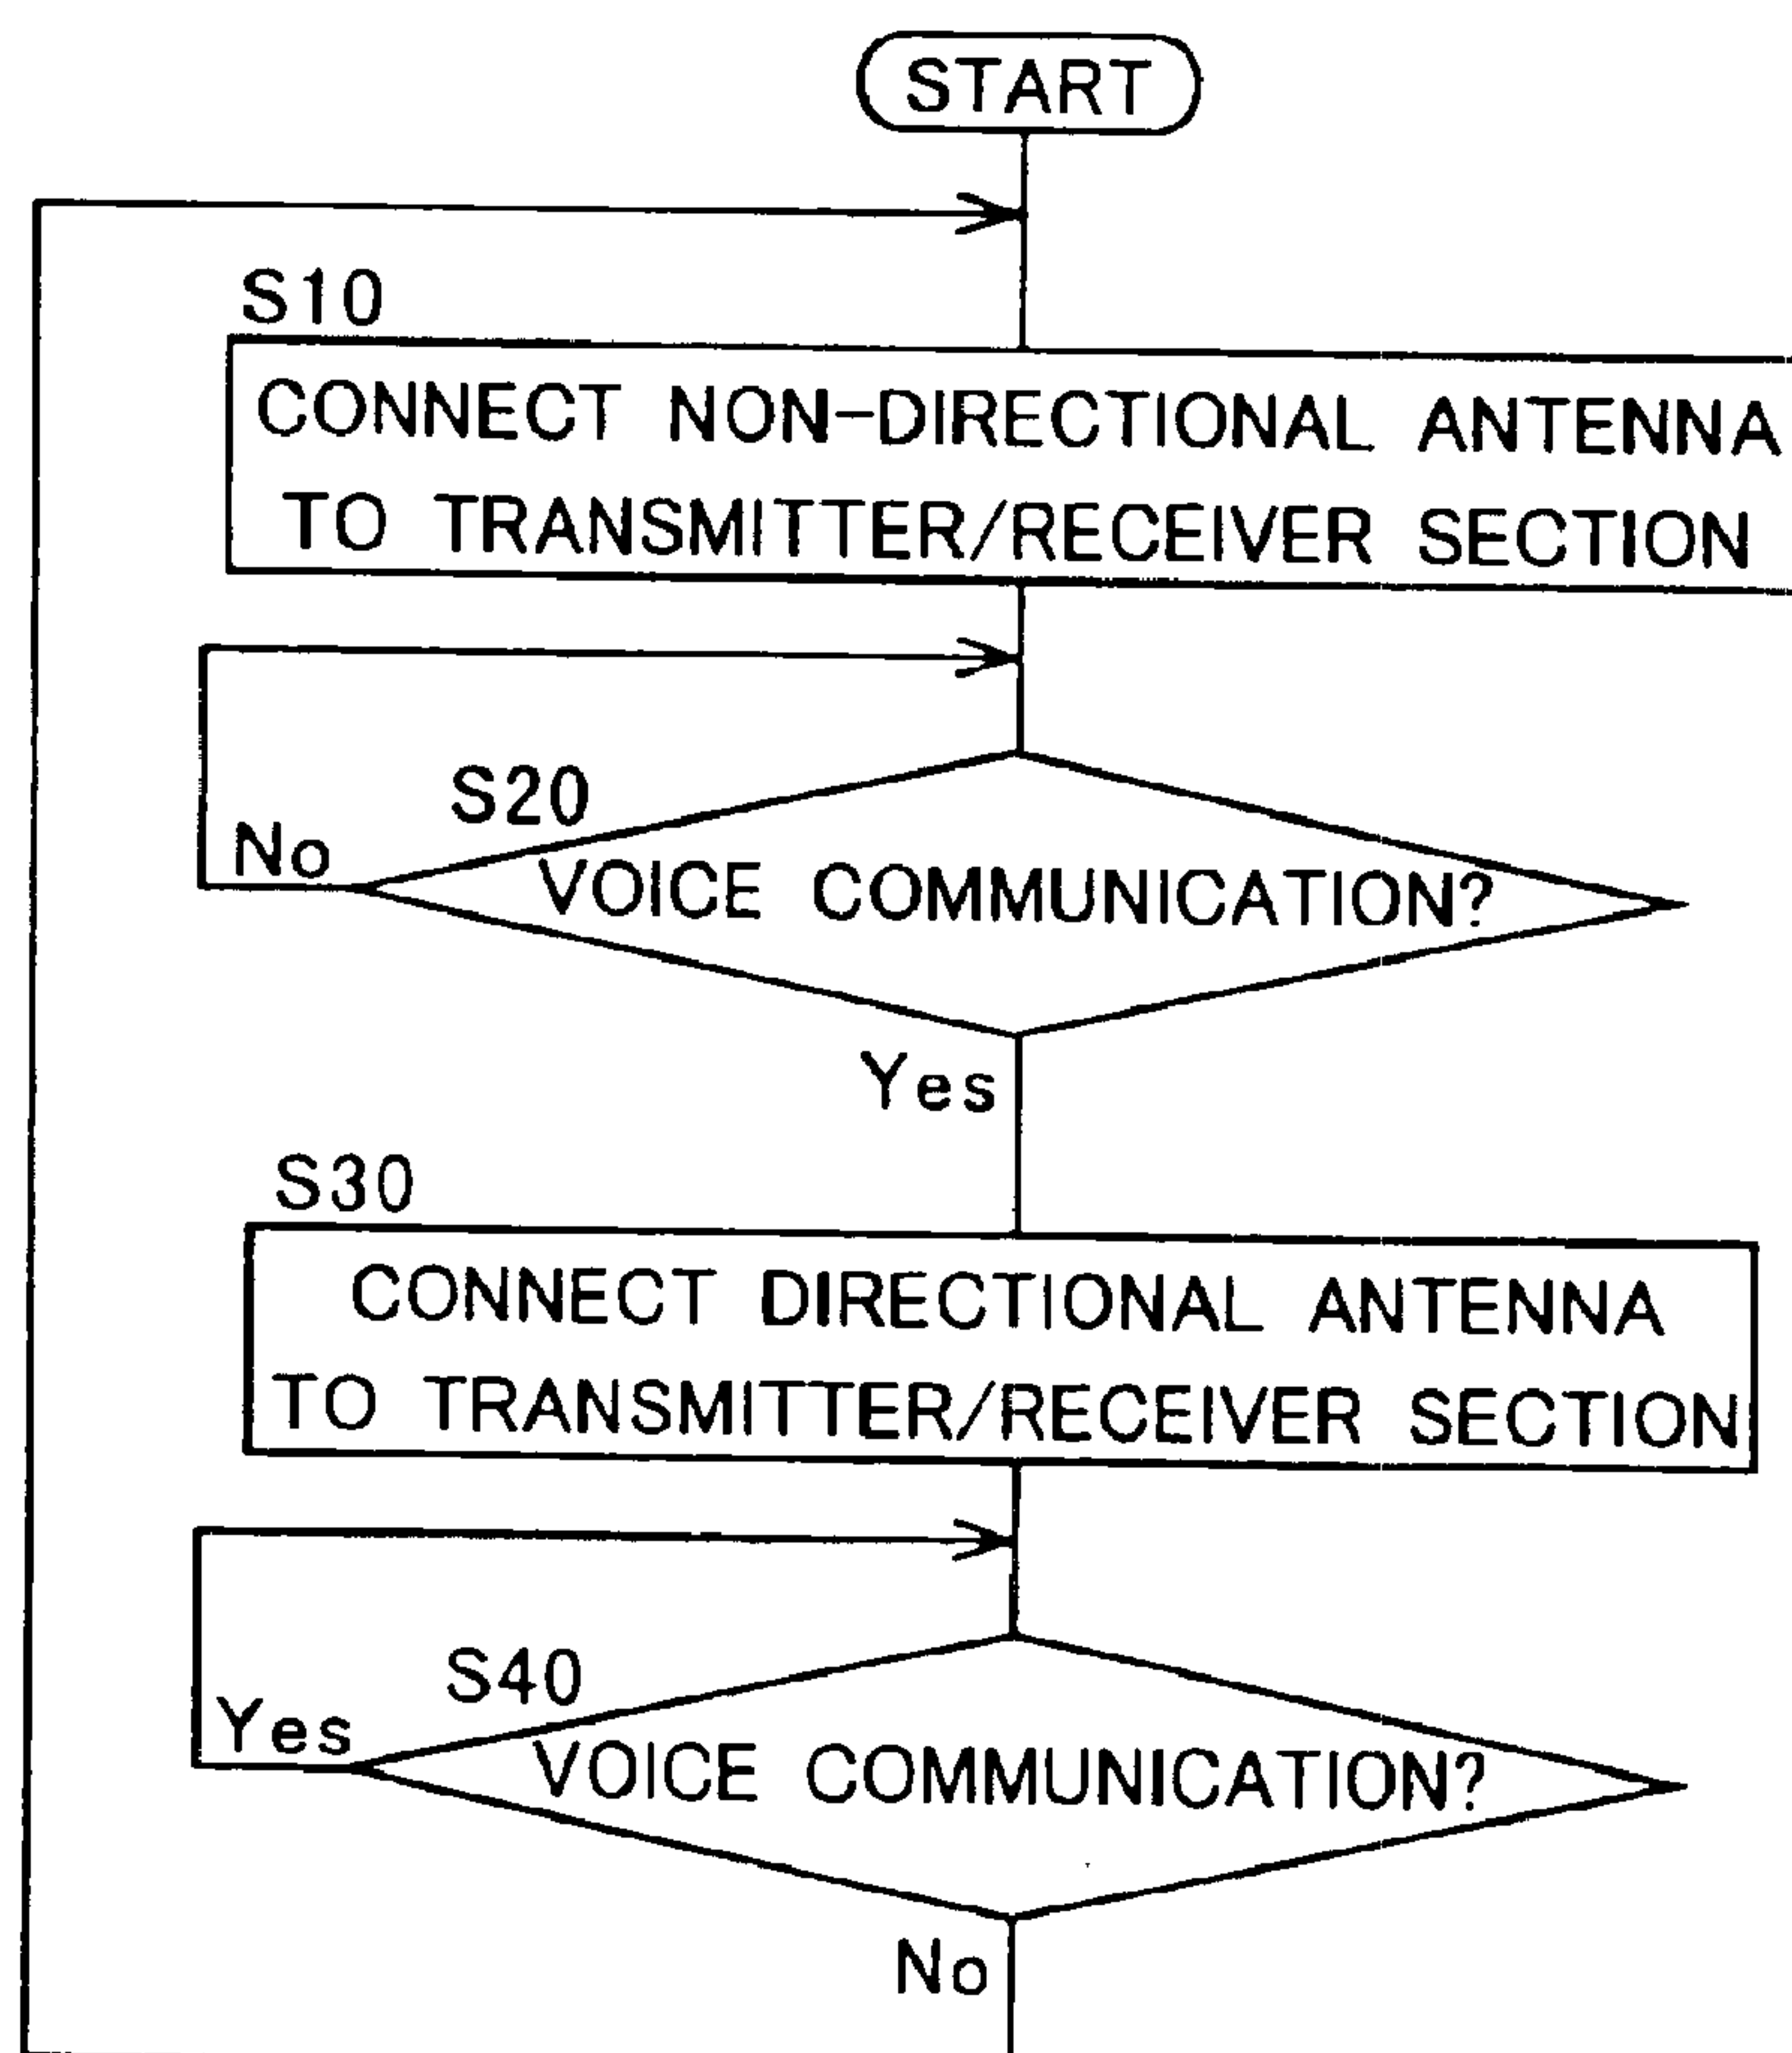 START
S10
CONNECT NON-DIRECTIONAL ANTENNA
TO TRANSMITTER/RECEIVER SECTION
S20
No
VOICE COMMUNICATION?
Yes
S30
CONNECT DIRECTIONAL ANTENNA
TO TRANSMITTER/RECEIVER SECTION
S40
Yes
VOICE COMMUNICATION?
No